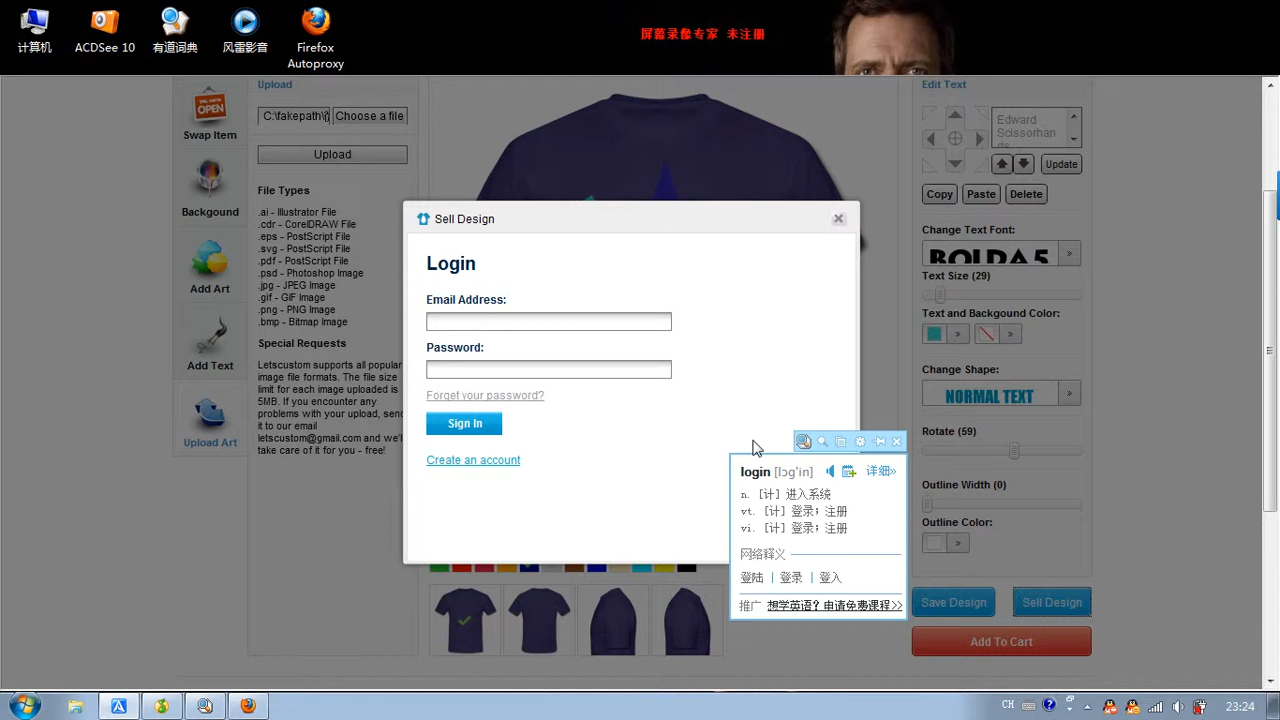 计算机
ACDSee 10
有道词典
风雷影音
Firefox
Autoproxy
屏幕录像专家 未注册
Upload
C:\fakepath\
Choose a file
Upload
File Types
.ai - Illustrator File
.cdr - CorelDRAW File
.eps - PostScript File
.svg - PostScript File
.pdf - PostScript File
.psd - Photoshop Image
.jpg - JPEG Image
.gif - GIF Image
.png - PNG Image
.bmp - Bitmap Image
Special Requests
Letscustom supports all popular
image file formats. The file size
limit for each image uploaded is
5MB. If you encounter any
problems with your upload, send
it to our email
letscustom@gmail.com and we'll
take care of it for you - free!
OPEN
Swap Item
Backgound
Add Art
Add Text
Upload Art
Sell Design
Login
Email Address:
Password:
Forget your password?
Sign In
Create an account
login [lɔg'in] 详细»
n. [计] 进入系统
vt. [计] 登录；注册
vi. [计] 登录；注册
网络释义
登陆 | 登录 | 登入
推广 想学英语？申请免费课程>>
Edit Text
Edward
Scissorhan
ds
Update
Copy
Paste
Delete
Change Text Font:
BOLDA 5
Text Size (29)
Text and Backgound Color:
Change Shape:
NORMAL TEXT
Rotate (59)
Outline Width (0)
Outline Color:
Save Design
Sell Design
Add To Cart
CH
23:24